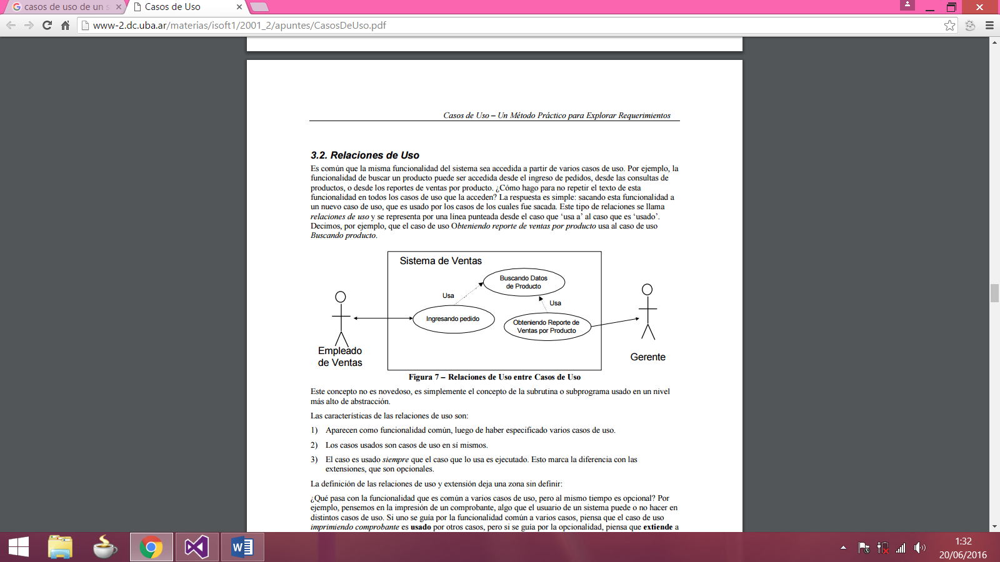 casos de uso de un s
Casos de Uso
www-2.dc.uba.ar/materias/isoft1/2001_2/apuntes/CasosDeUso.pdf
Casos de Uso – Un Método Práctico para Explorar Requerimientos
3.2. Relaciones de Uso
Es común que la misma funcionalidad del sistema sea accedida a partir de varios casos de uso. Por ejemplo, la
funcionalidad de buscar un producto puede ser accedida desde el ingreso de pedidos, desde las consultas de
productos, o desde los reportes de ventas por producto. ¿Cómo hago para no repetir el texto de esta
funcionalidad en todos los casos de uso que la acceden? La respuesta es simple: sacando esta funcionalidad a
un nuevo caso de uso, que es usado por los casos de los cuales fue sacada. Este tipo de relaciones se llama
relaciones de uso y se representa por una línea punteada desde el caso que ‘usa a’ al caso que es ‘usado’.
Decimos, por ejemplo, que el caso de uso Obteniendo reporte de ventas por producto usa al caso de uso
Buscando producto.
Sistema de Ventas
Buscando Datos
de Producto
Usa
Usa
Ingresando pedido
Obteniendo Reporte de
Ventas por Producto
Empleado
de Ventas
Gerente
Figura 7 – Relaciones de Uso entre Casos de Uso
Este concepto no es novedoso, es simplemente el concepto de la subrutina o subprograma usado en un nivel
más alto de abstracción.
Las características de las relaciones de uso son:
1) Aparecen como funcionalidad común, luego de haber especificado varios casos de uso.
2) Los casos usados son casos de uso en sí mismos.
3) El caso es usado siempre que el caso que lo usa es ejecutado. Esto marca la diferencia con las
extensiones, que son opcionales.
La definición de las relaciones de uso y extensión deja una zona sin definir:
¿Qué pasa con la funcionalidad que es común a varios casos de uso, pero al mismo tiempo es opcional? Por
ejemplo, pensemos en la impresión de un comprobante, algo que el usuario de un sistema puede o no hacer en
distintos casos de uso. Si uno se guía por la funcionalidad común a varios casos, piensa que el caso de uso
imprimiendo comprobante es usado por otros casos, pero si se guía por la opcionalidad, piensa que extiende a
1:32
20/06/2016